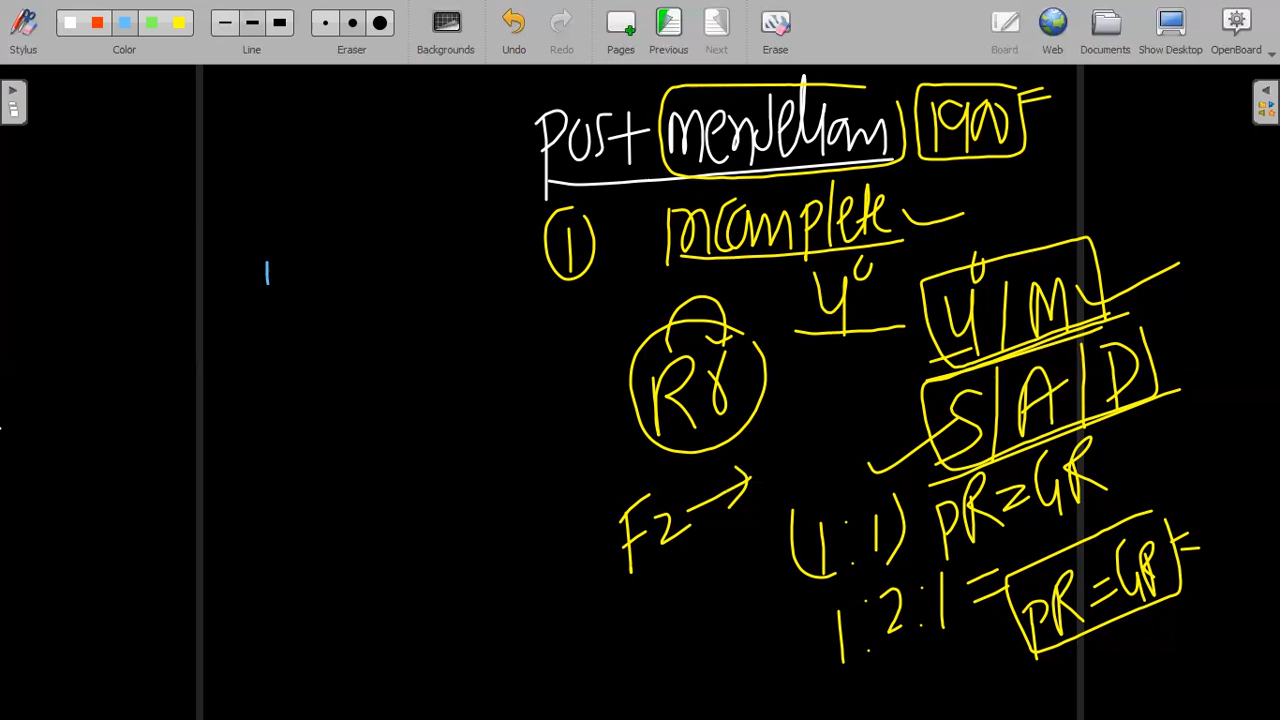 Stylus Color Line Eraser Backgrounds Undo Redo Pages Previous Next Erase Board Web Documents Show Desktop OpenBoard
Post Mendelian 1900
① Incomplete
Rr
S|A|D
PR = GR
F2 → (1:1)
1:2:1 = PR = GR